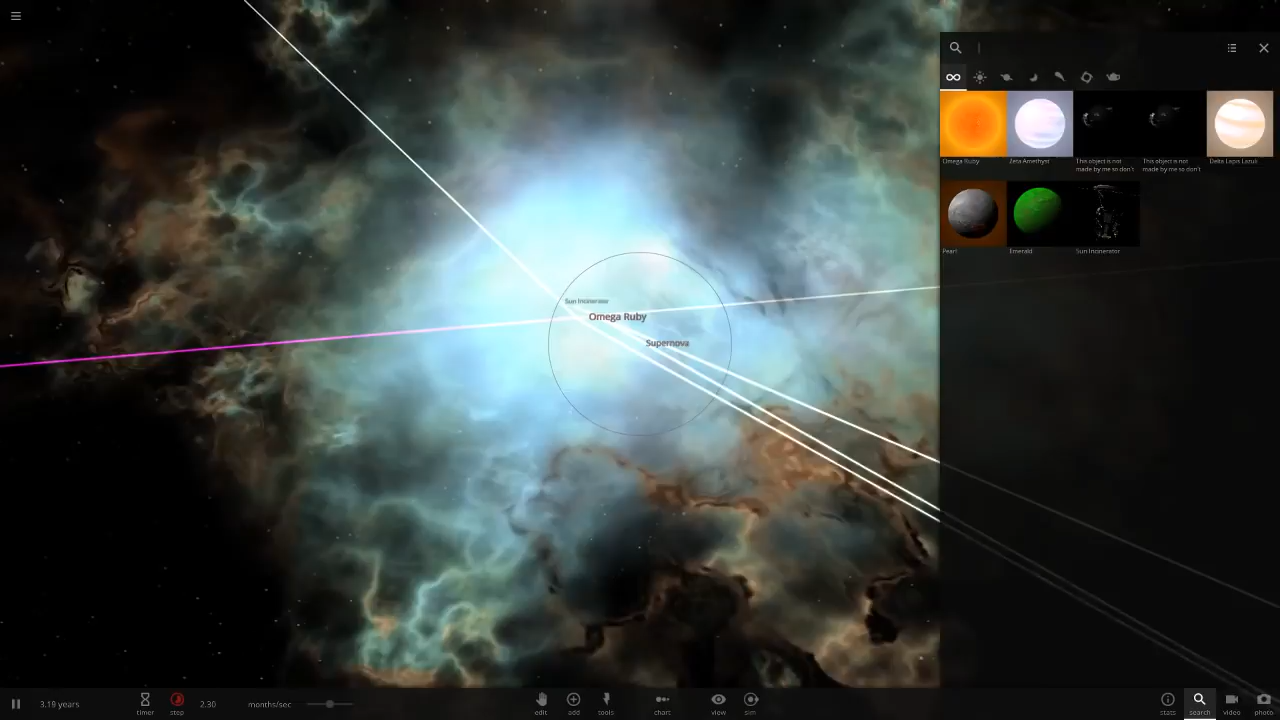 Omega Ruby
Zeta Amethyst
This object is not
made by me so don't
This object is not
made by me so don't
Delta Lapis Lazuli
Pearl
Emerald
Sun Incinerator
Sun Incinerator
Omega Ruby
Supernova
3.19 years
timer
step
2.30
months/sec
edit
add
tools
chart
view
sim
stats
search
video
photo